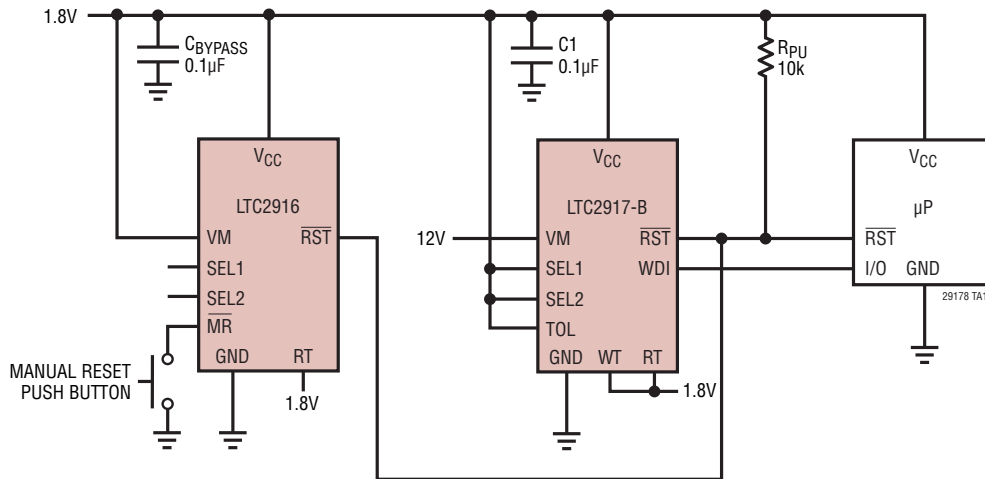 1.8V
CBYPASS
0.1µF
C1
0.1µF
RPU
10k
VCC
LTC2916
VM
RST
SEL1
SEL2
MR
GND
RT
1.8V
MANUAL RESET
PUSH BUTTON
12V
VCC
LTC2917-B
VM
RST
SEL1
WDI
SEL2
TOL
GND
WT
RT
1.8V
VCC
µP
RST
I/O
GND